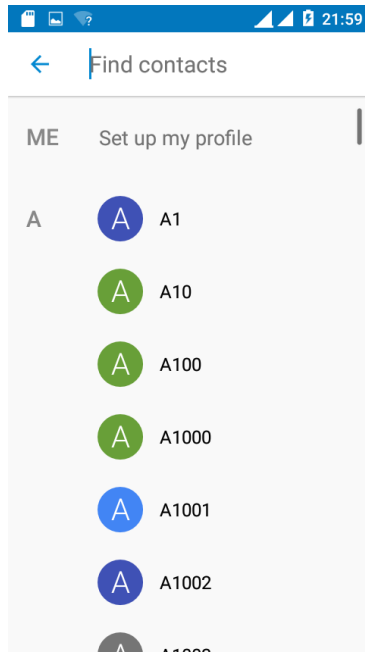 21:59
Find contacts
ME Set up my profile
A A A1
A A10
A A100
A A1000
A A1001
A A1002